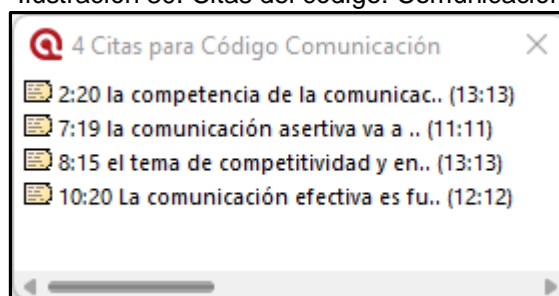 Ilustración 30. Citas del código: Comunicación
4 Citas para Código Comunicación
2:20 la competencia de la comunicac.. (13:13)
7:19 la comunicación asertiva va a .. (11:11)
8:15 el tema de competitividad y en.. (13:13)
10:20 La comunicación efectiva es fu.. (12:12)